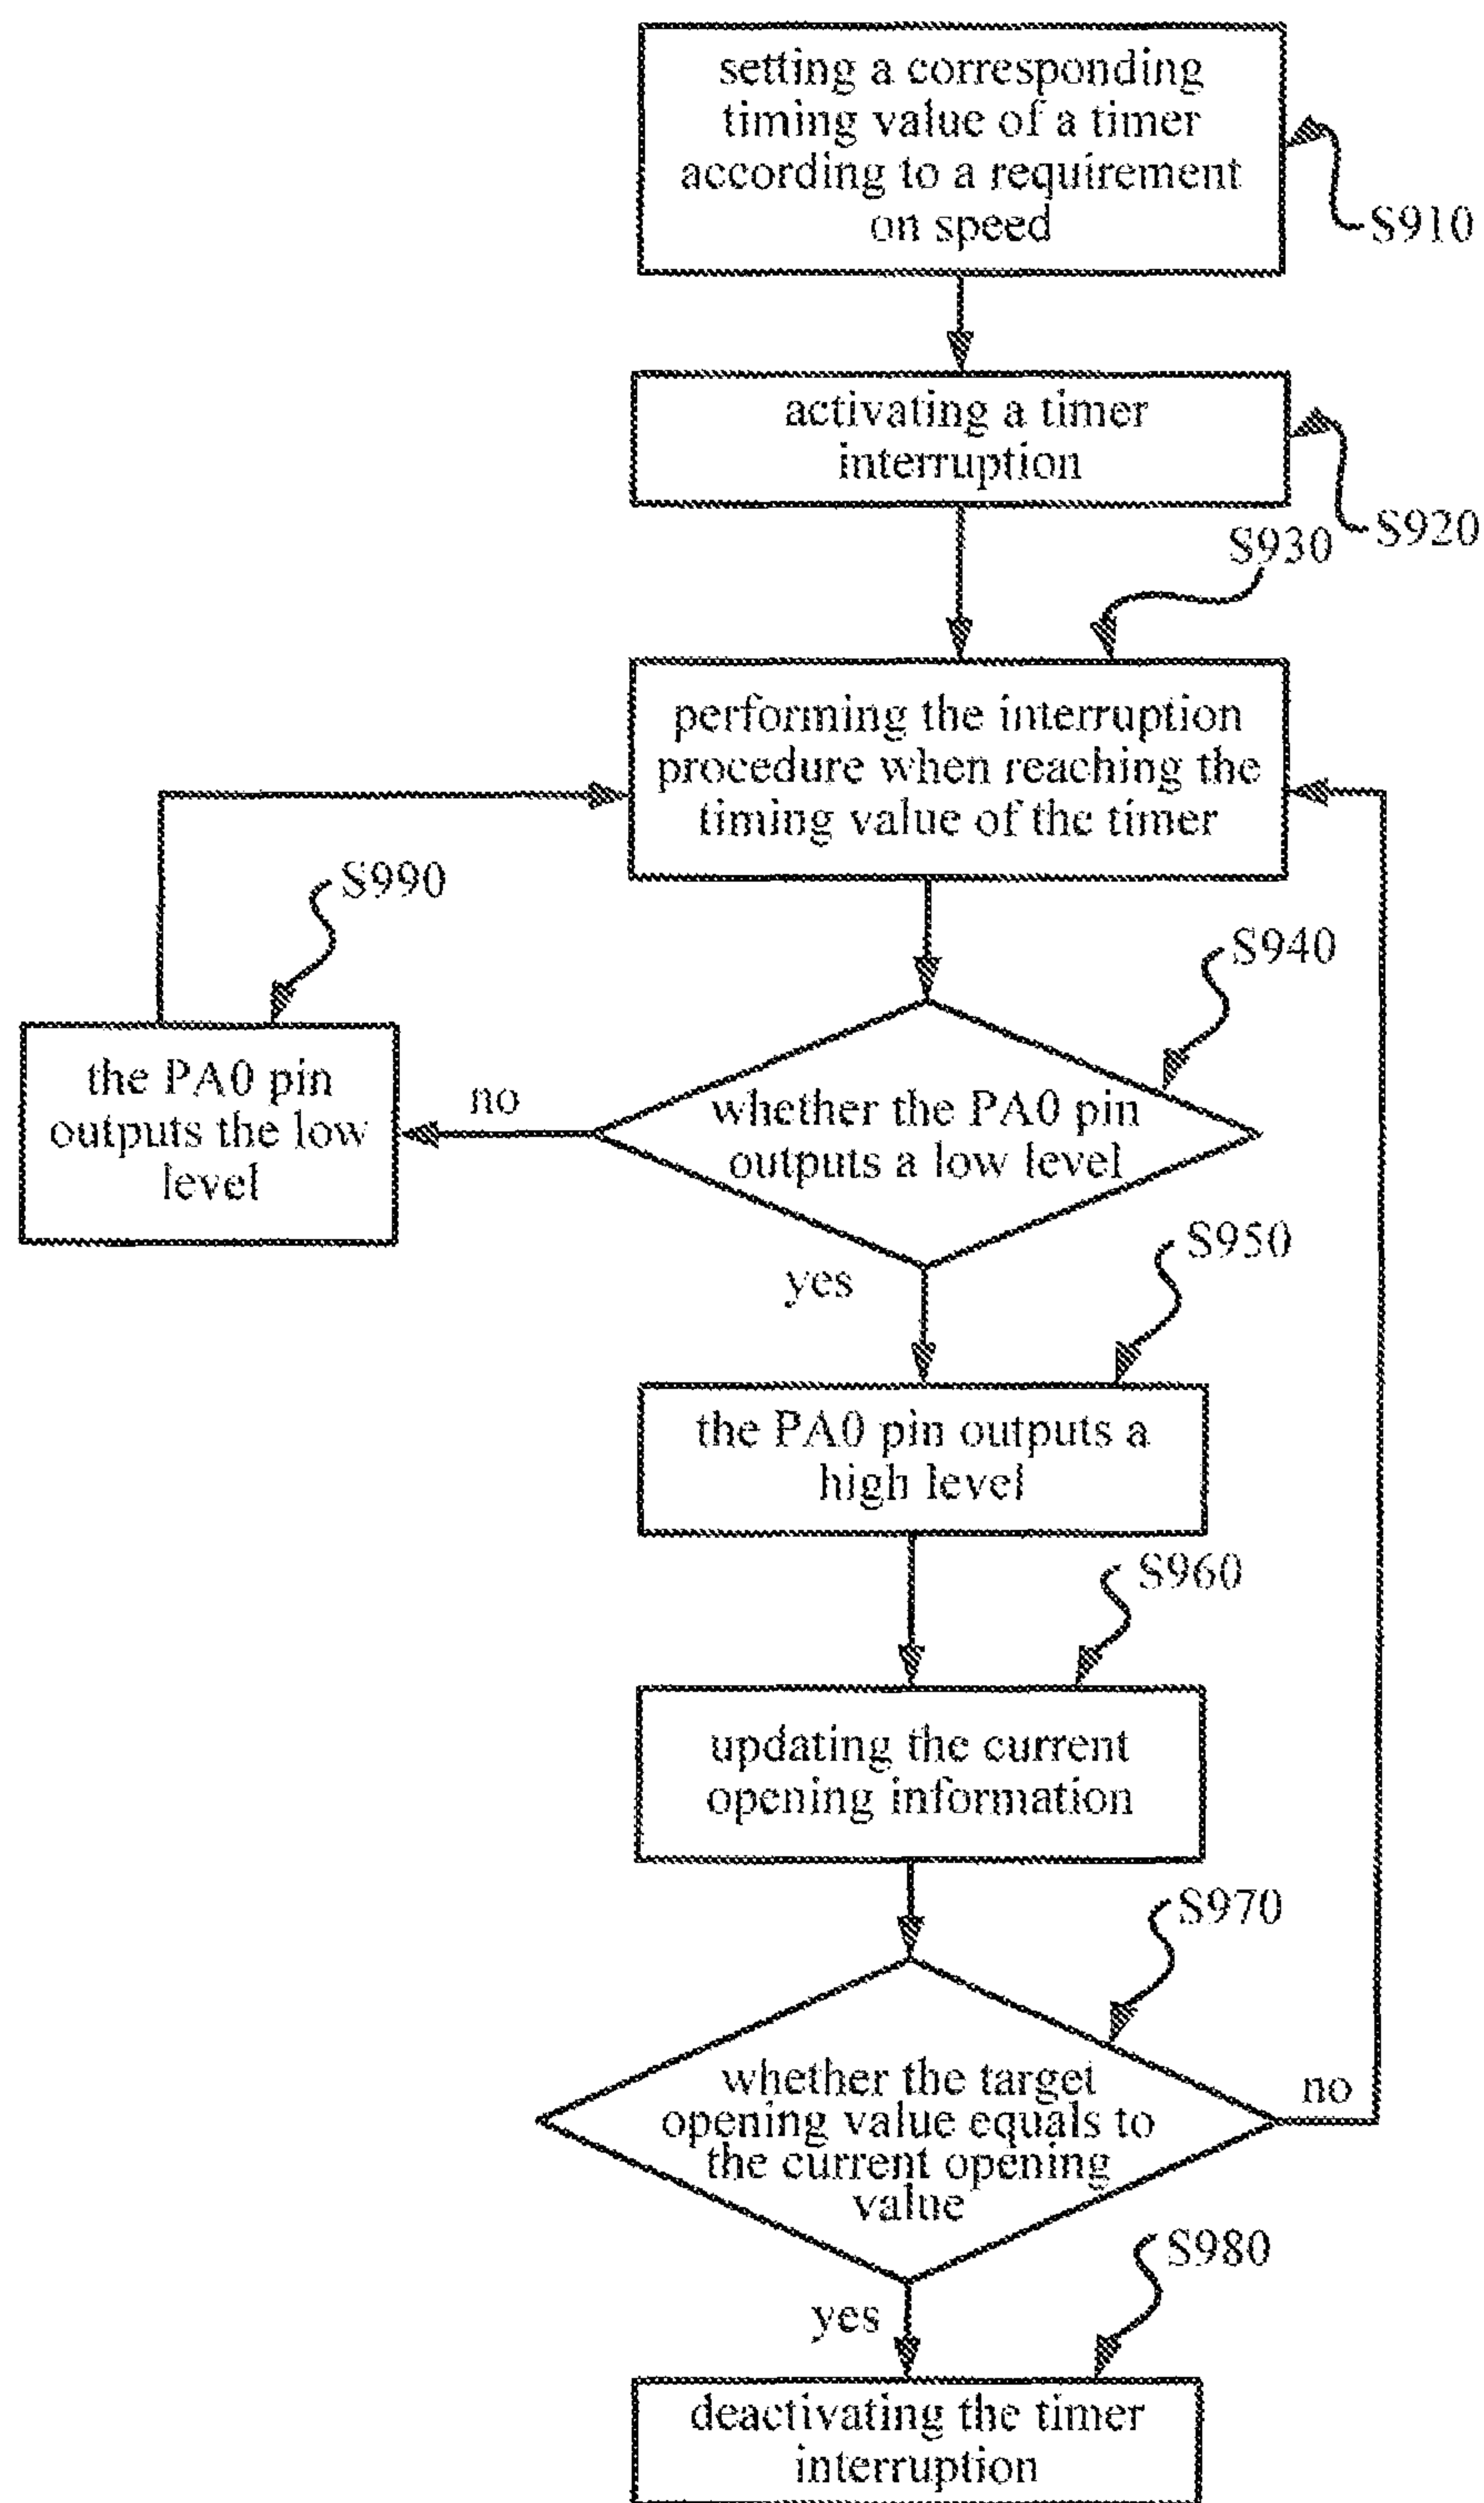 setting a corresponding
timing value of a timer
according to a requirement
on speed
S910
activating a timer
interruption
S920
S930
performing the interruption
procedure when reaching the
timing value of the timer
S990
S940
the PA0 pin
outputs the low
level
no
whether the PA0 pin
outputs a low level
yes
S950
the PA0 pin outputs a
high level
S960
updating the current
opening information
S970
whether the target
opening value equals to
the current opening
value
no
yes
S980
deactivating the timer
interruption